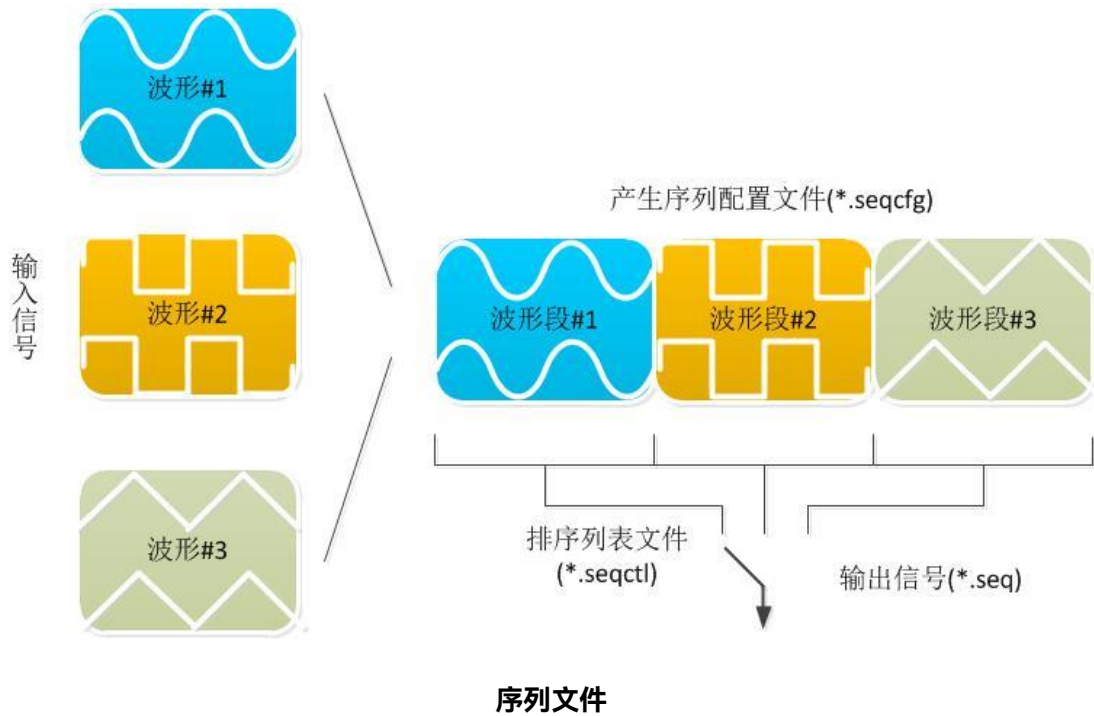 波形#1
产生序列配置文件(*.seqcfg)
输入信号
波形#2
波形段#1
波形段#2
波形段#3
波形#3
排序列表文件
(*.seqctl)
输出信号(*.seq)
序列文件